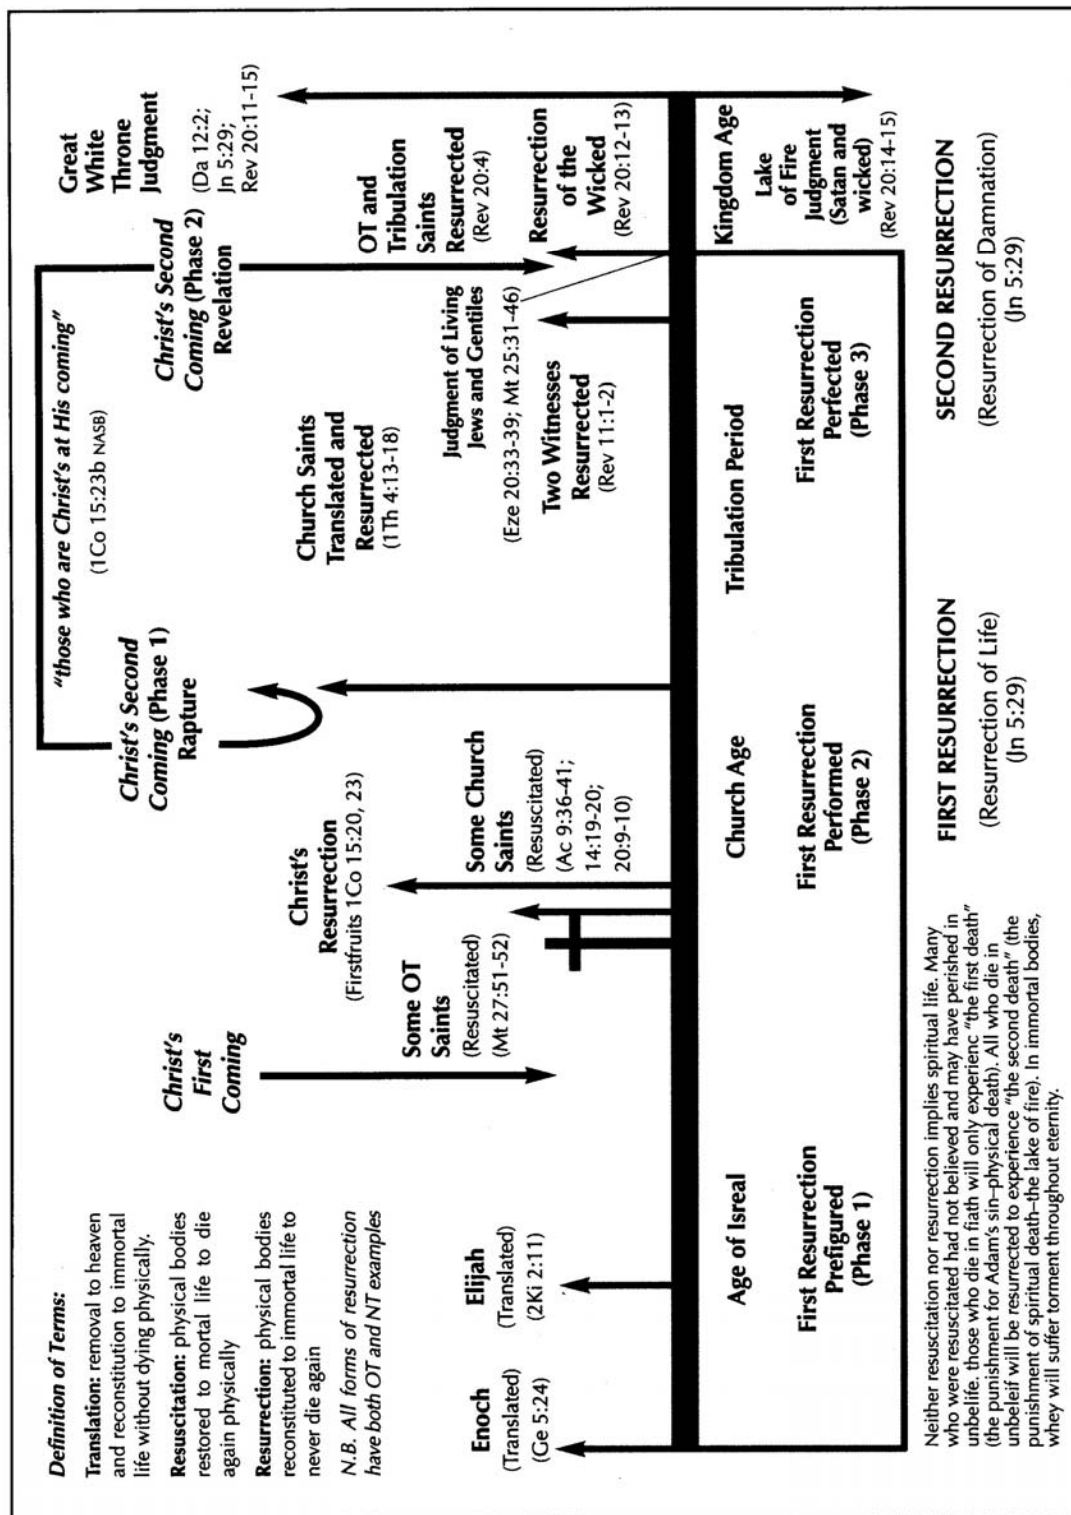 Definition of Terms:
Translation: removal to heaven
and reconstitution to immortal
life without dying physically.
Resuscitation: physical bodies
restored to mortal life to die
again physically
Resurrection: physical bodies
reconstituted to immortal life to
never die again
N.B. All forms of resurrection
have both OT and NT examples
Enoch
(Translated)
(Ge 5:24)
Elijah
(Translated)
(2Ki 2:11)
Christ's
First
Coming
Some OT
Saints
(Resuscitated)
(Mt 27:51-52)
Christ's
Resurrection
(Firstfruits 1Co 15:20, 23)
Some Church
Saints
(Resuscitated)
(Ac 9:36-41;
14:19-20;
20:9-10)
Christ's Second
Coming (Phase 1)
Rapture
"those who are Christ's at His coming"
(1Co 15:23b NASB)
Church Saints
Translated and
Resurrected
(1Th 4:13-18)
Christ's Second
Coming (Phase 2)
Revelation
Judgment of Living
Jews and Gentiles
(Eze 20:33-39; Mt 25:31-46)
Two Witnesses
Resurrected
(Rev 11:1-2)
Great
White
Throne
Judgment
(Da 12:2;
Jn 5:29;
Rev 20:11-15)
OT and
Tribulation
Saints
Resurrected
(Rev 20:4)
Resurrection
of the
Wicked
(Rev 20:12-13)
Age of Isreal
Church Age
Tribulation Period
Kingdom Age
Lake
of Fire
Judgment
(Satan and
wicked)
(Rev 20:14-15)
First Resurrection
Prefigured
(Phase 1)
First Resurrection
Performed
(Phase 2)
First Resurrection
Perfected
(Phase 3)
Neither resuscitation nor resurrection implies spiritual life. Many
who were resuscitated had not believed and may have perished in
unbelife. those who die in fiath will only experienc "the first death"
(the punishment for Adam's sin–physical death). All who die in
unbeleif will be resurrected to experience "the second death" (the
punishment of spiritual death–the lake of fire). In immortal bodies,
whey will suffer torment throughout eternity.
FIRST RESURRECTION
(Resurrection of Life)
(Jn 5:29)
SECOND RESURRECTION
(Resurrection of Damnation)
(Jn 5:29)